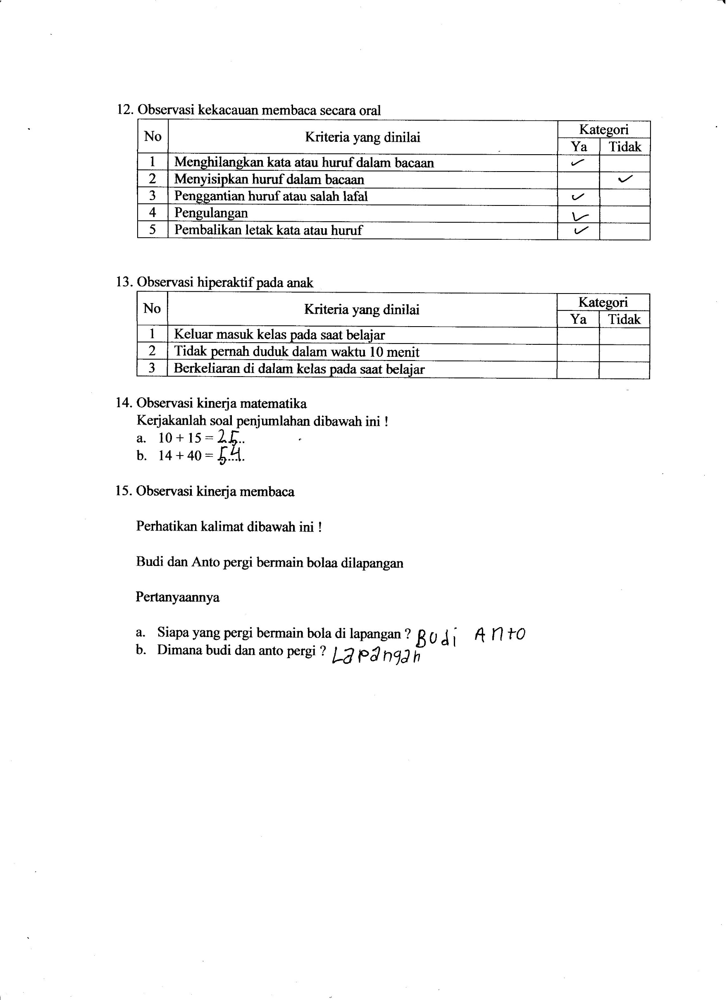 12. Observasi kekacauan membaca secara oral
No Kriteria yang dinilai Kategori
Ya Tidak
1 Menghilangkan kata atau huruf dalam bacaan ✓
2 Menyisipkan huruf dalam bacaan ✓
3 Penggantian huruf atau salah lafal ✓
4 Pengulangan ✓
5 Pembalikan letak kata atau huruf ✓
13. Observasi hiperaktif pada anak
No Kriteria yang dinilai Kategori
Ya Tidak
1 Keluar masuk kelas pada saat belajar
2 Tidak pernah duduk dalam waktu 10 menit
3 Berkeliaran di dalam kelas pada saat belajar
14. Observasi kinerja matematika
Kerjakanlah soal penjumlahan dibawah ini !
a. 10 + 15 = 25..
b. 14 + 40 = 54.
15. Observasi kinerja membaca
Perhatikan kalimat dibawah ini !
Budi dan Anto pergi bermain bolaa dilapangan
Pertanyaannya
a. Siapa yang pergi bermain bola di lapangan ? BUdi AnTO
b. Dimana budi dan anto pergi ? Lapangan